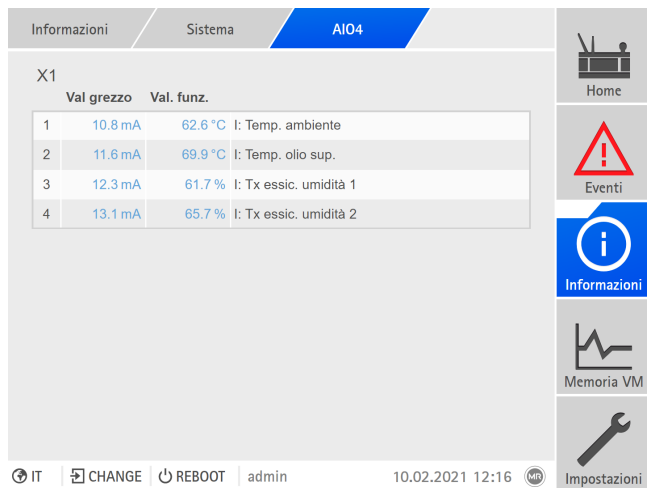 Informazioni Sistema AIO4
X1
Val grezzo Val. funz.
1 10.8 mA 62.6 °C I: Temp. ambiente
2 11.6 mA 69.9 °C I: Temp. olio sup.
3 12.3 mA 61.7 % I: Tx essic. umidità 1
4 13.1 mA 65.7 % I: Tx essic. umidità 2
Home
Eventi
Informazioni
Memoria VM
Impostazioni
IT CHANGE REBOOT admin 10.02.2021 12:16 MR